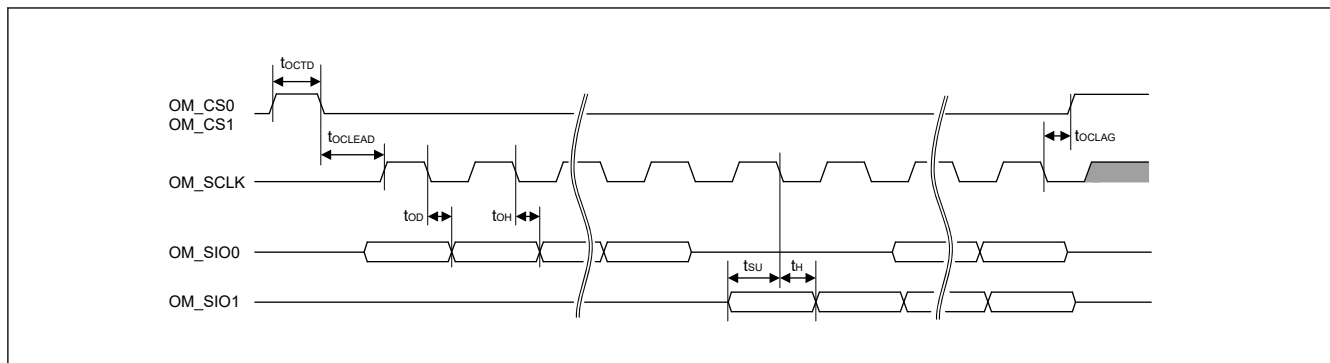 tOCTD
OM_CS0
OM_CS1
tOCLEAD
tOCLAG
OM_SCLK
tOD
tOH
OM_SIO0
tSU
tH
OM_SIO1